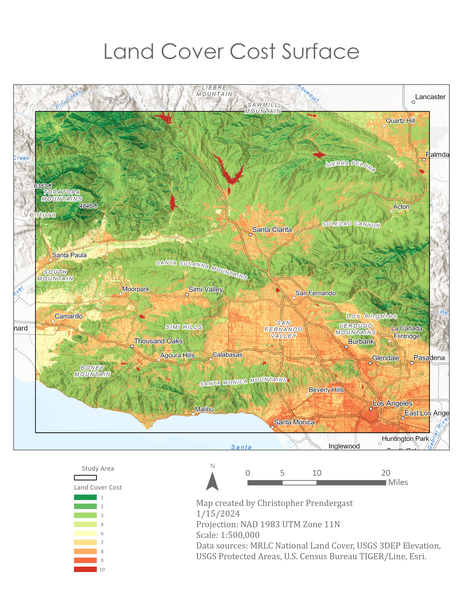 Land Cover Cost Surface
LIEBRE
MOUNTAIN
SAWMILL
MOUNTAIN
Lancaster
Quartz Hill
Palmda
SIERRA PELONA
TOPATOPA
MOUNTAINS
Creek
Ventura
Acton
SOLEDAD CANYON
Santa Clarita
Santa Paula
SANTA SUSANNA MOUNTAINS
SOUTH
MOUNTAIN
Moorpark
Simi Valley
San Fernando
Camarillo
nard
SIMI HILLS
SAN
FERNANDO
VALLEY
Los Angeles
VERDUGO
MOUNTAINS
La Cañada
Flintridge
Burbank
Thousand Oaks
Agoura Hills
Calabasas
Glendale
Pasadena
BONEY
MOUNTAIN
SANTA MONICA MOUNTAINS
Beverly Hills
Malibu
Los Angeles
East Los Ange
Santa Monica
Huntington Park
Inglewood
Santa
Study Area
Land Cover Cost
1
2
3
4
6
7
8
9
10
N
0 5 10 20
Miles
Map created by Christopher Prendergast
1/15/2024
Projection: NAD 1983 UTM Zone 11N
Scale: 1:500,000
Data sources: MRLC National Land Cover, USGS 3DEP Elevation,
USGS Protected Areas, U.S. Census Bureau TIGER/Line, Esri.